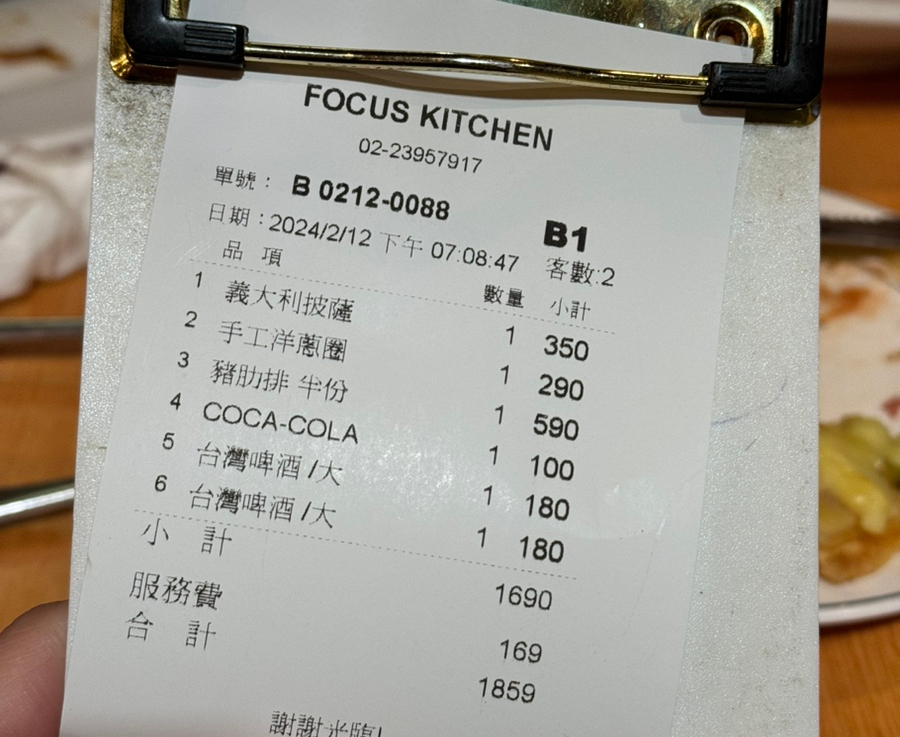 FOCUS KITCHEN
02-23957917
單號： B 0212-0088
B1
日期：2024/2/12 下午 07:08:47 客數:2
品 項 數量 小計
1 義大利披薩 1 350
2 手工洋蔥圈 1 290
3 豬肋排 半份 1 590
4 COCA-COLA 1 100
5 台灣啤酒 /大 1 180
6 台灣啤酒 /大 1 180
小 計 1690
服務費 169
合 計 1859
謝謝光臨!